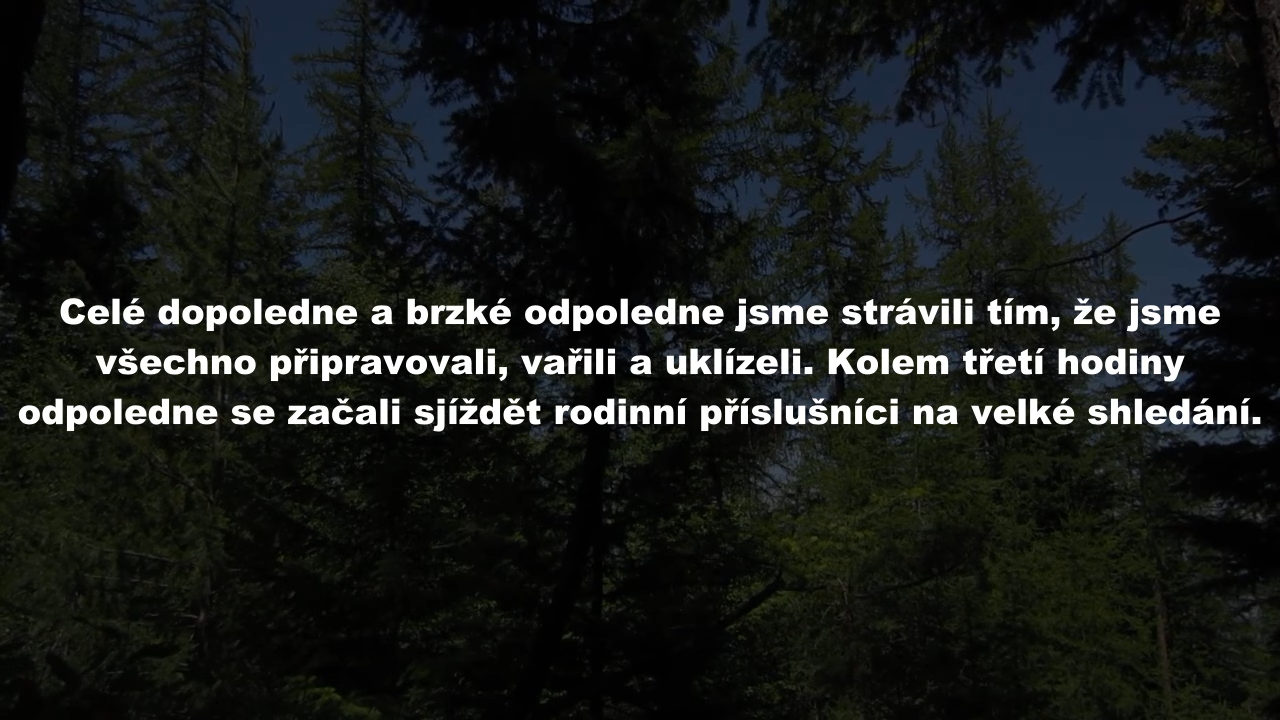 Celé dopoledne a brzké odpoledne jsme strávili tím, že jsme
všechno připravovali, vařili a uklízeli. Kolem třetí hodiny
odpoledne se začali sjíždět rodinní příslušníci na velké shledání.